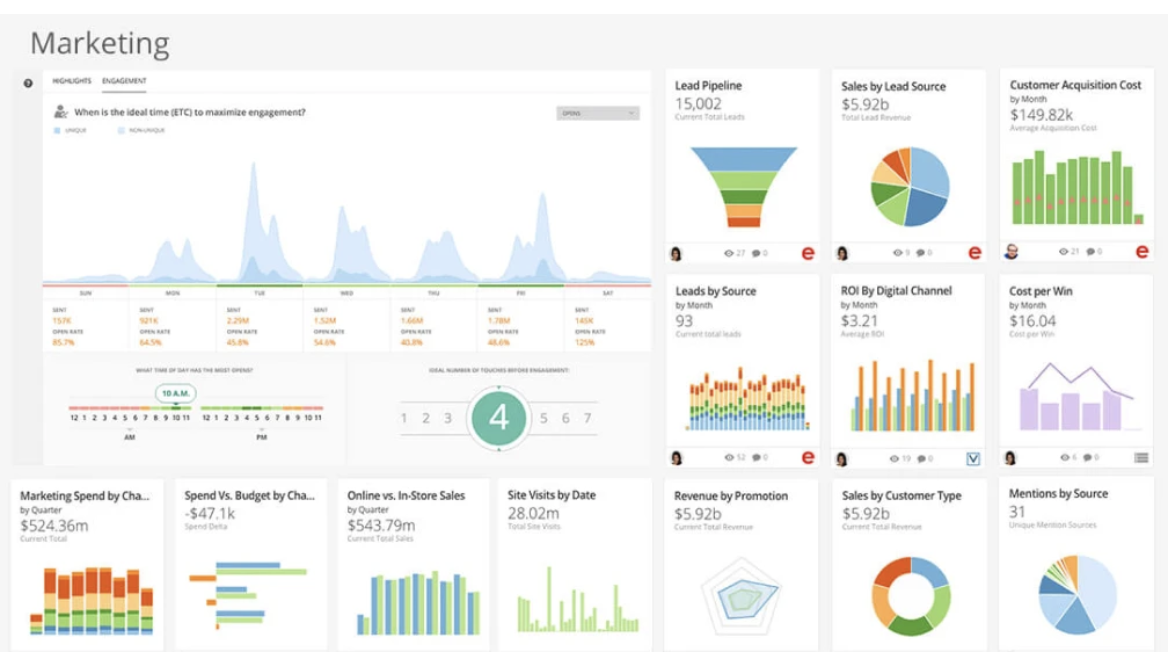 Marketing
HIGHLIGHTS ENGAGEMENT
When is the ideal time (ETC) to maximize engagement?
OPENS
UNIQUE NON-UNIQUE
SUN MON TUE WED THU FRI SAT
SENT SENT SENT SENT SENT SENT SENT
157K 921K 2.29M 1.52M 1.66M 1.78M 145K
OPEN RATE OPEN RATE OPEN RATE OPEN RATE OPEN RATE OPEN RATE OPEN RATE
85.7% 64.5% 45.8% 54.6% 40.8% 48.6% 125%
WHAT TIME OF DAY HAS THE MOST OPENS?
10 A.M.
12 1 2 3 4 5 6 7 8 9 10 11 12 1 2 3 4 5 6 7 8 9 10 11
AM PM
IDEAL NUMBER OF TOUCHES BEFORE ENGAGEMENT:
1 2 3 4 5 6 7
Lead Pipeline
15,002
Current Total Leads
27 0
Sales by Lead Source
$5.92b
Total Lead Revenue
0
Customer Acquisition Cost
by Month
$149.82k
Average Acquisition Cost
21 0
Leads by Source
by Month
93
Current total leads
52 0
ROI By Digital Channel
by Month
$3.21
Average ROI
19 0
Cost per Win
by Month
$16.04
Cost per Win
6 0
Marketing Spend by Cha...
by Quarter
$524.36m
Current Total
Spend Vs. Budget by Cha...
-$47.1k
Spend Delta
Online vs. In-Store Sales
by Quarter
$543.79m
Current Total Sales
Site Visits by Date
28.02m
Total Site Visits
Revenue by Promotion
$5.92b
Current Total Revenue
Sales by Customer Type
$5.92b
Current Total Revenue
Mentions by Source
31
Unique Mention Sources